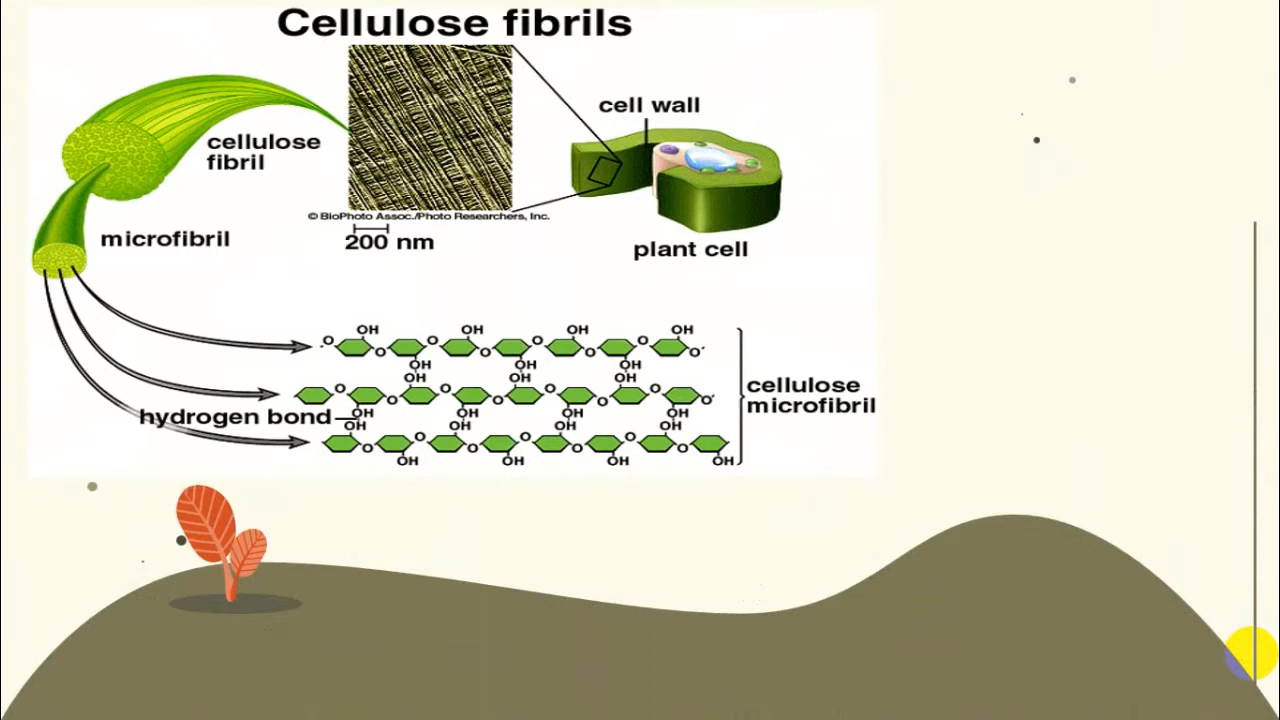 Cellulose fibrils
cell wall
cellulose
fibril
© BioPhoto Assoc./Photo Researchers, Inc.
microfibril
200 nm
plant cell
OH OH OH OH
O O O O O O O O
OH OH OH
OH OH OH
O O O O O O O O
cellulose
microfibril
hydrogen bond
OH OH OH OH
OH OH OH OH
O O O O O O O
OH OH OH OH